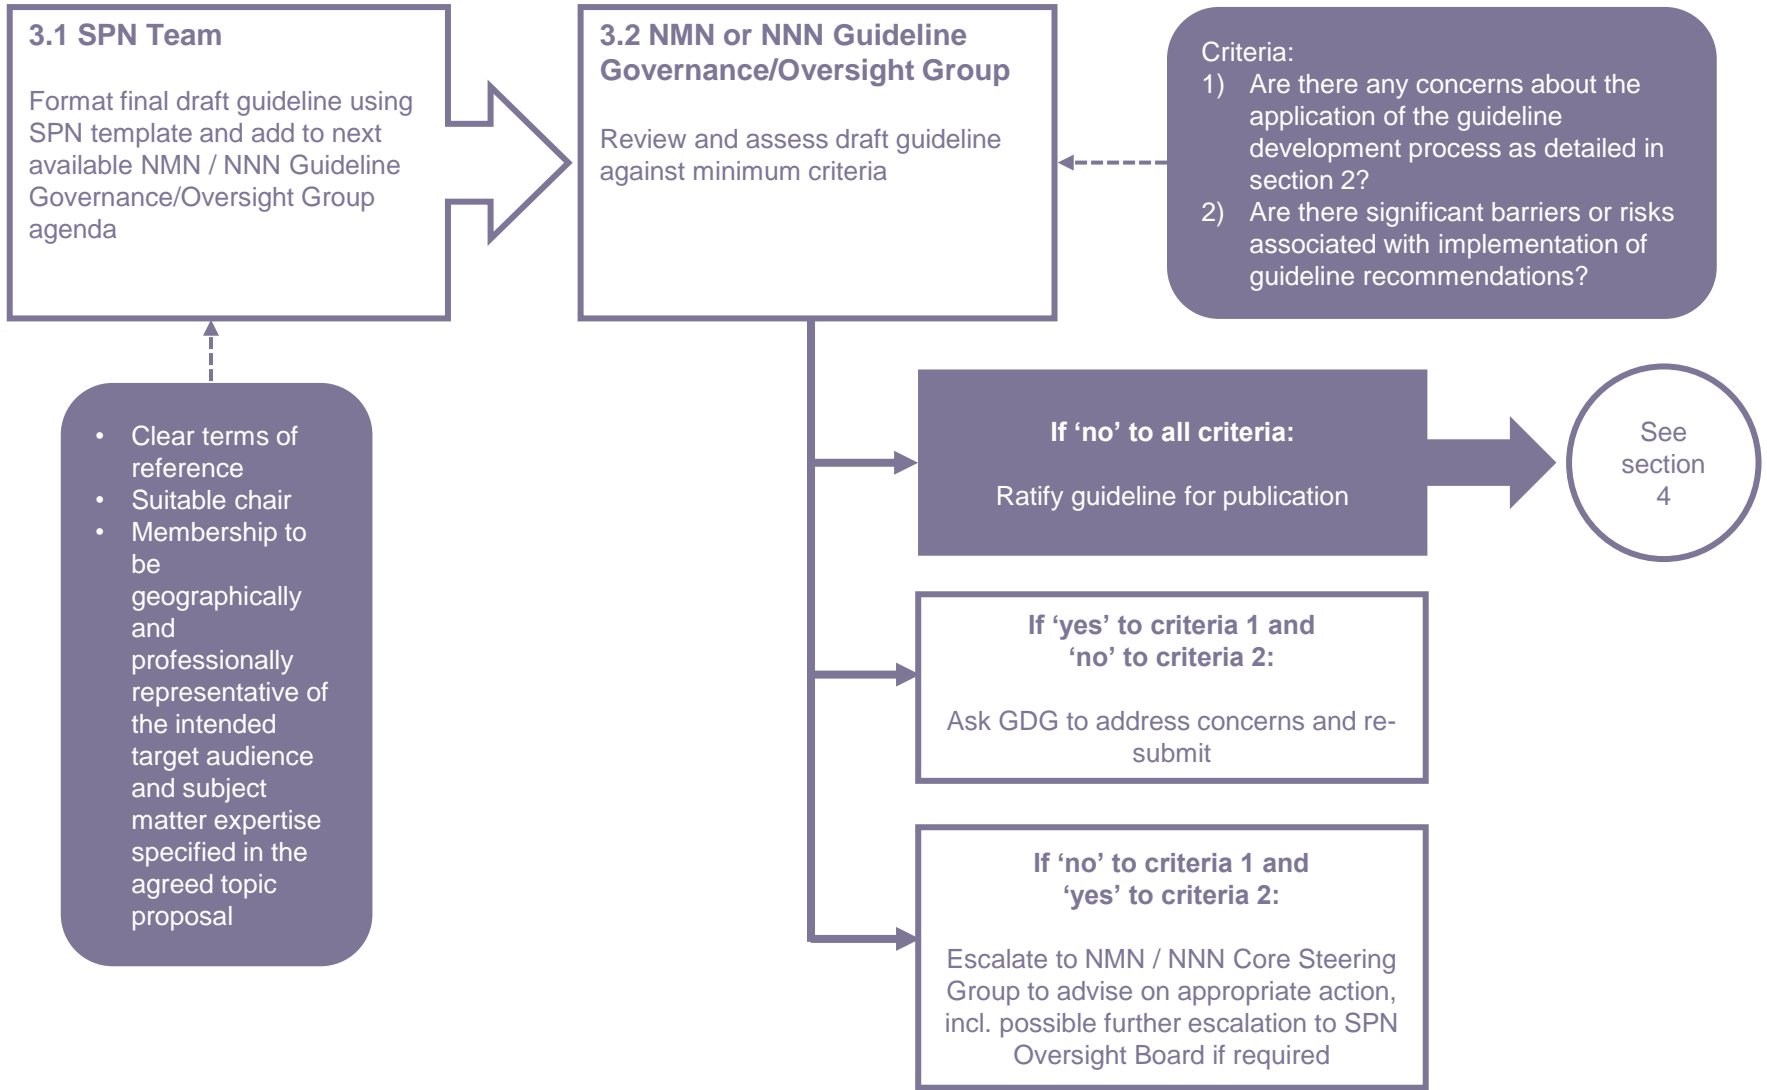 3.1 SPN Team
Format final draft guideline using
SPN template and add to next
available NMN / NNN Guideline
Governance/Oversight Group
agenda
3.2 NMN or NNN Guideline
Governance/Oversight Group
Review and assess draft guideline
against minimum criteria
Criteria:
1) Are there any concerns about the
application of the guideline
development process as detailed in
section 2?
2) Are there significant barriers or risks
associated with implementation of
guideline recommendations?
• Clear terms of
reference
• Suitable chair
• Membership to
be
geographically
and
professionally
representative of
the intended
target audience
and subject
matter expertise
specified in the
agreed topic
proposal
If ‘no’ to all criteria:
Ratify guideline for publication
See
section
4
If ‘yes’ to criteria 1 and
‘no’ to criteria 2:
Ask GDG to address concerns and re-
submit
If ‘no’ to criteria 1 and
‘yes’ to criteria 2:
Escalate to NMN / NNN Core Steering
Group to advise on appropriate action,
incl. possible further escalation to SPN
Oversight Board if required